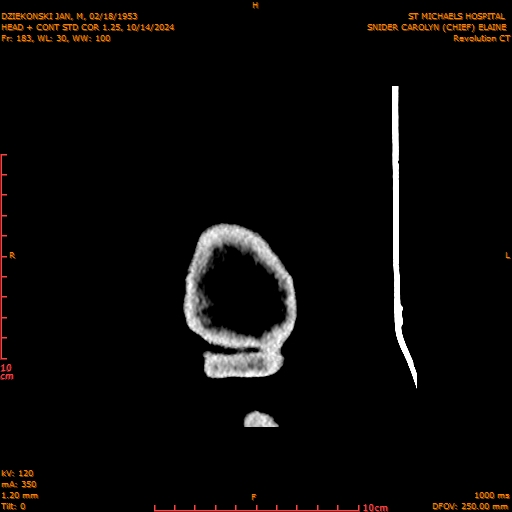 H
DZIEKONSKI JAN, M, 02/18/1953
HEAD + CONT STD COR 1.25, 10/14/2024
Fr: 183, WL: 30, WW: 100
ST MICHAELS HOSPITAL
SNIDER CAROLYN (CHIEF) ELAINE
Revolution CT
R
L
10
cm
kV: 120
mA: 350
1.20 mm
Tilt: 0
F
10cm
1000 ms
DFOV: 250.00 mm